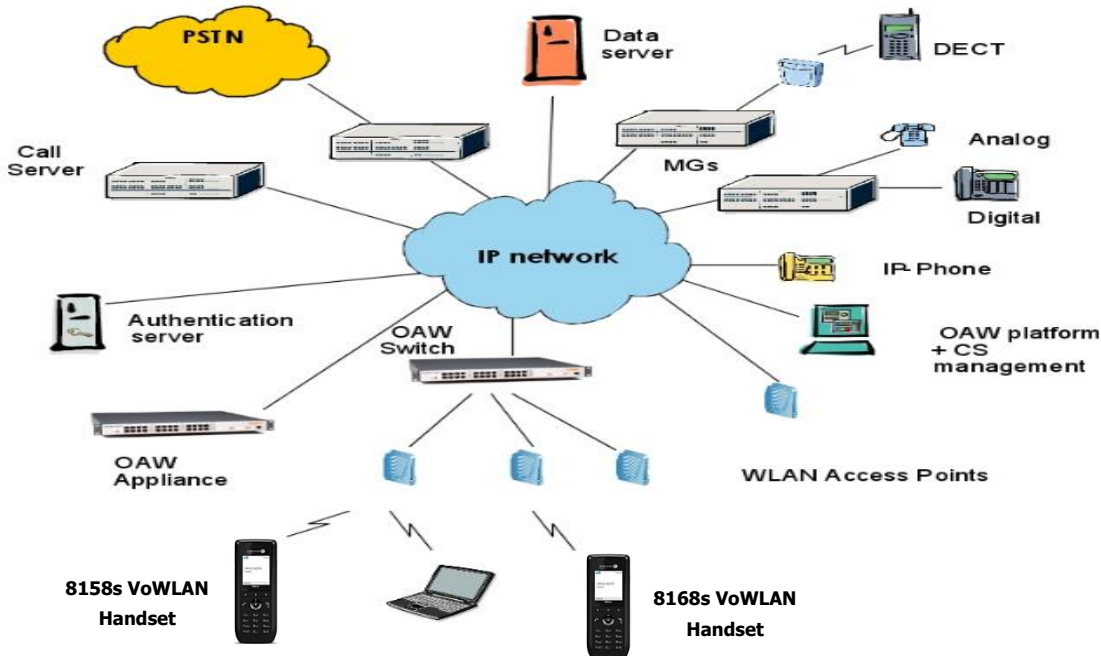 PSTN
Data
server
DECT
Call
Server
MGs
Analog
Digital
IP network
IP-Phone
Authentication
server
OAW
Switch
OAW platform
+ CS
management
OAW
Appliance
WLAN Access Points
8158s VoWLAN
Handset
8168s VoWLAN
Handset